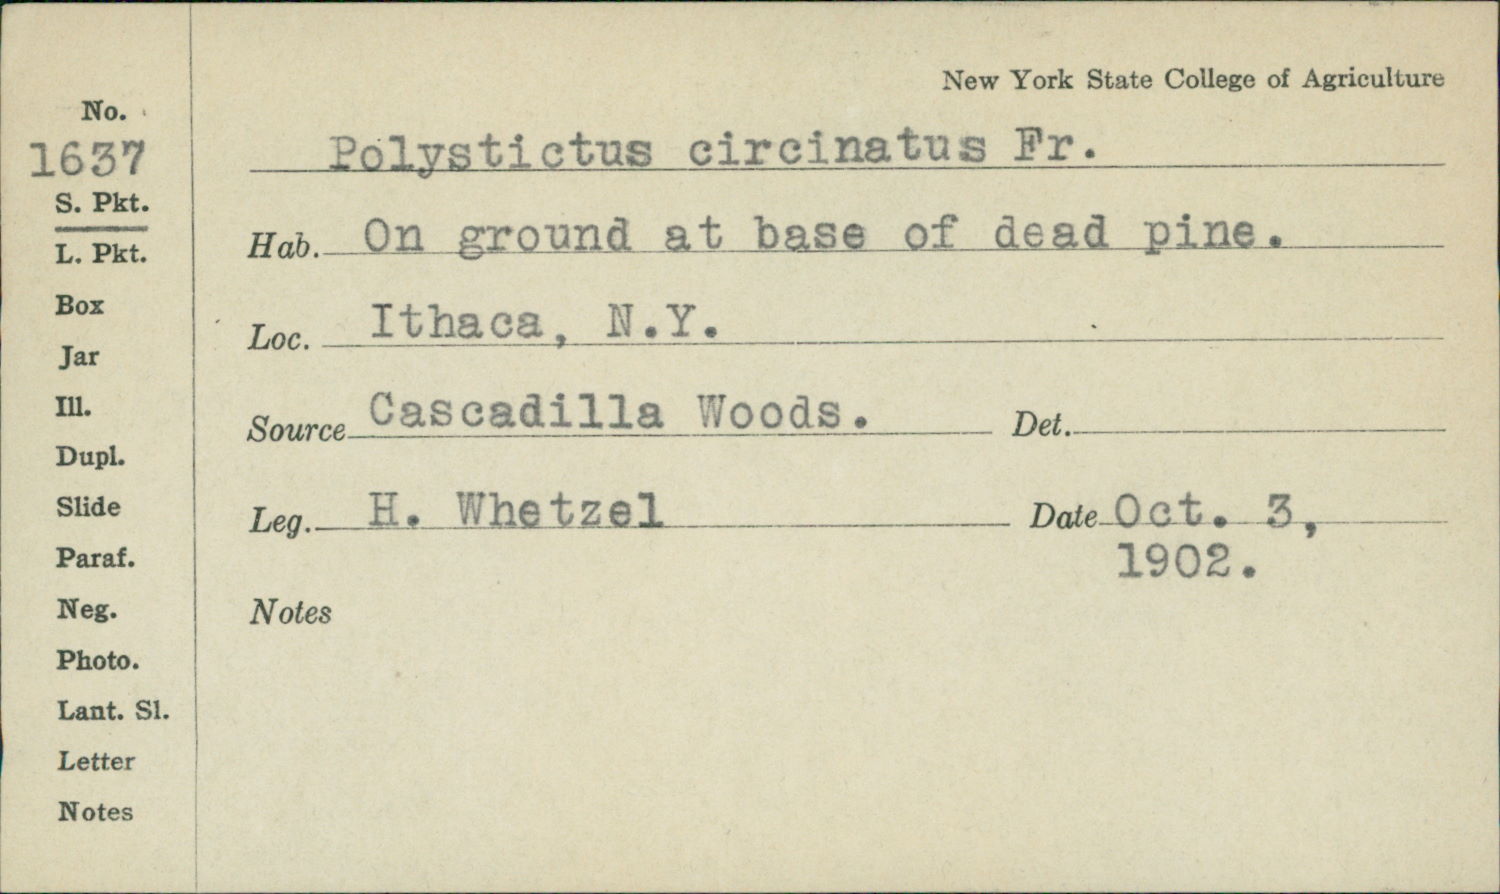 New York State College of Agriculture
No.
1637
S. Pkt.
L. Pkt.
Box
Jar
Ill.
Dupl.
Slide
Paraf.
Neg.
Photo.
Lant. Sl.
Letter
Notes
Polystictus circinatus Fr.
Hab. On ground at base of dead pine.
Loc. Ithaca, N.Y.
Source Cascadilla Woods. Det.
Leg. H. Whetzel Date Oct. 3,
1902.
Notes